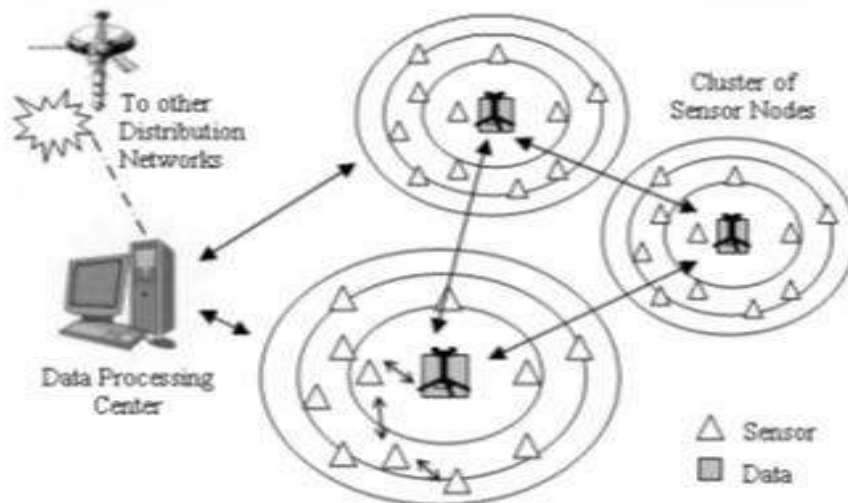 To other
Distribution
Networks
Cluster of
Sensor Nodes
Data Processing
Center
Sensor
Data